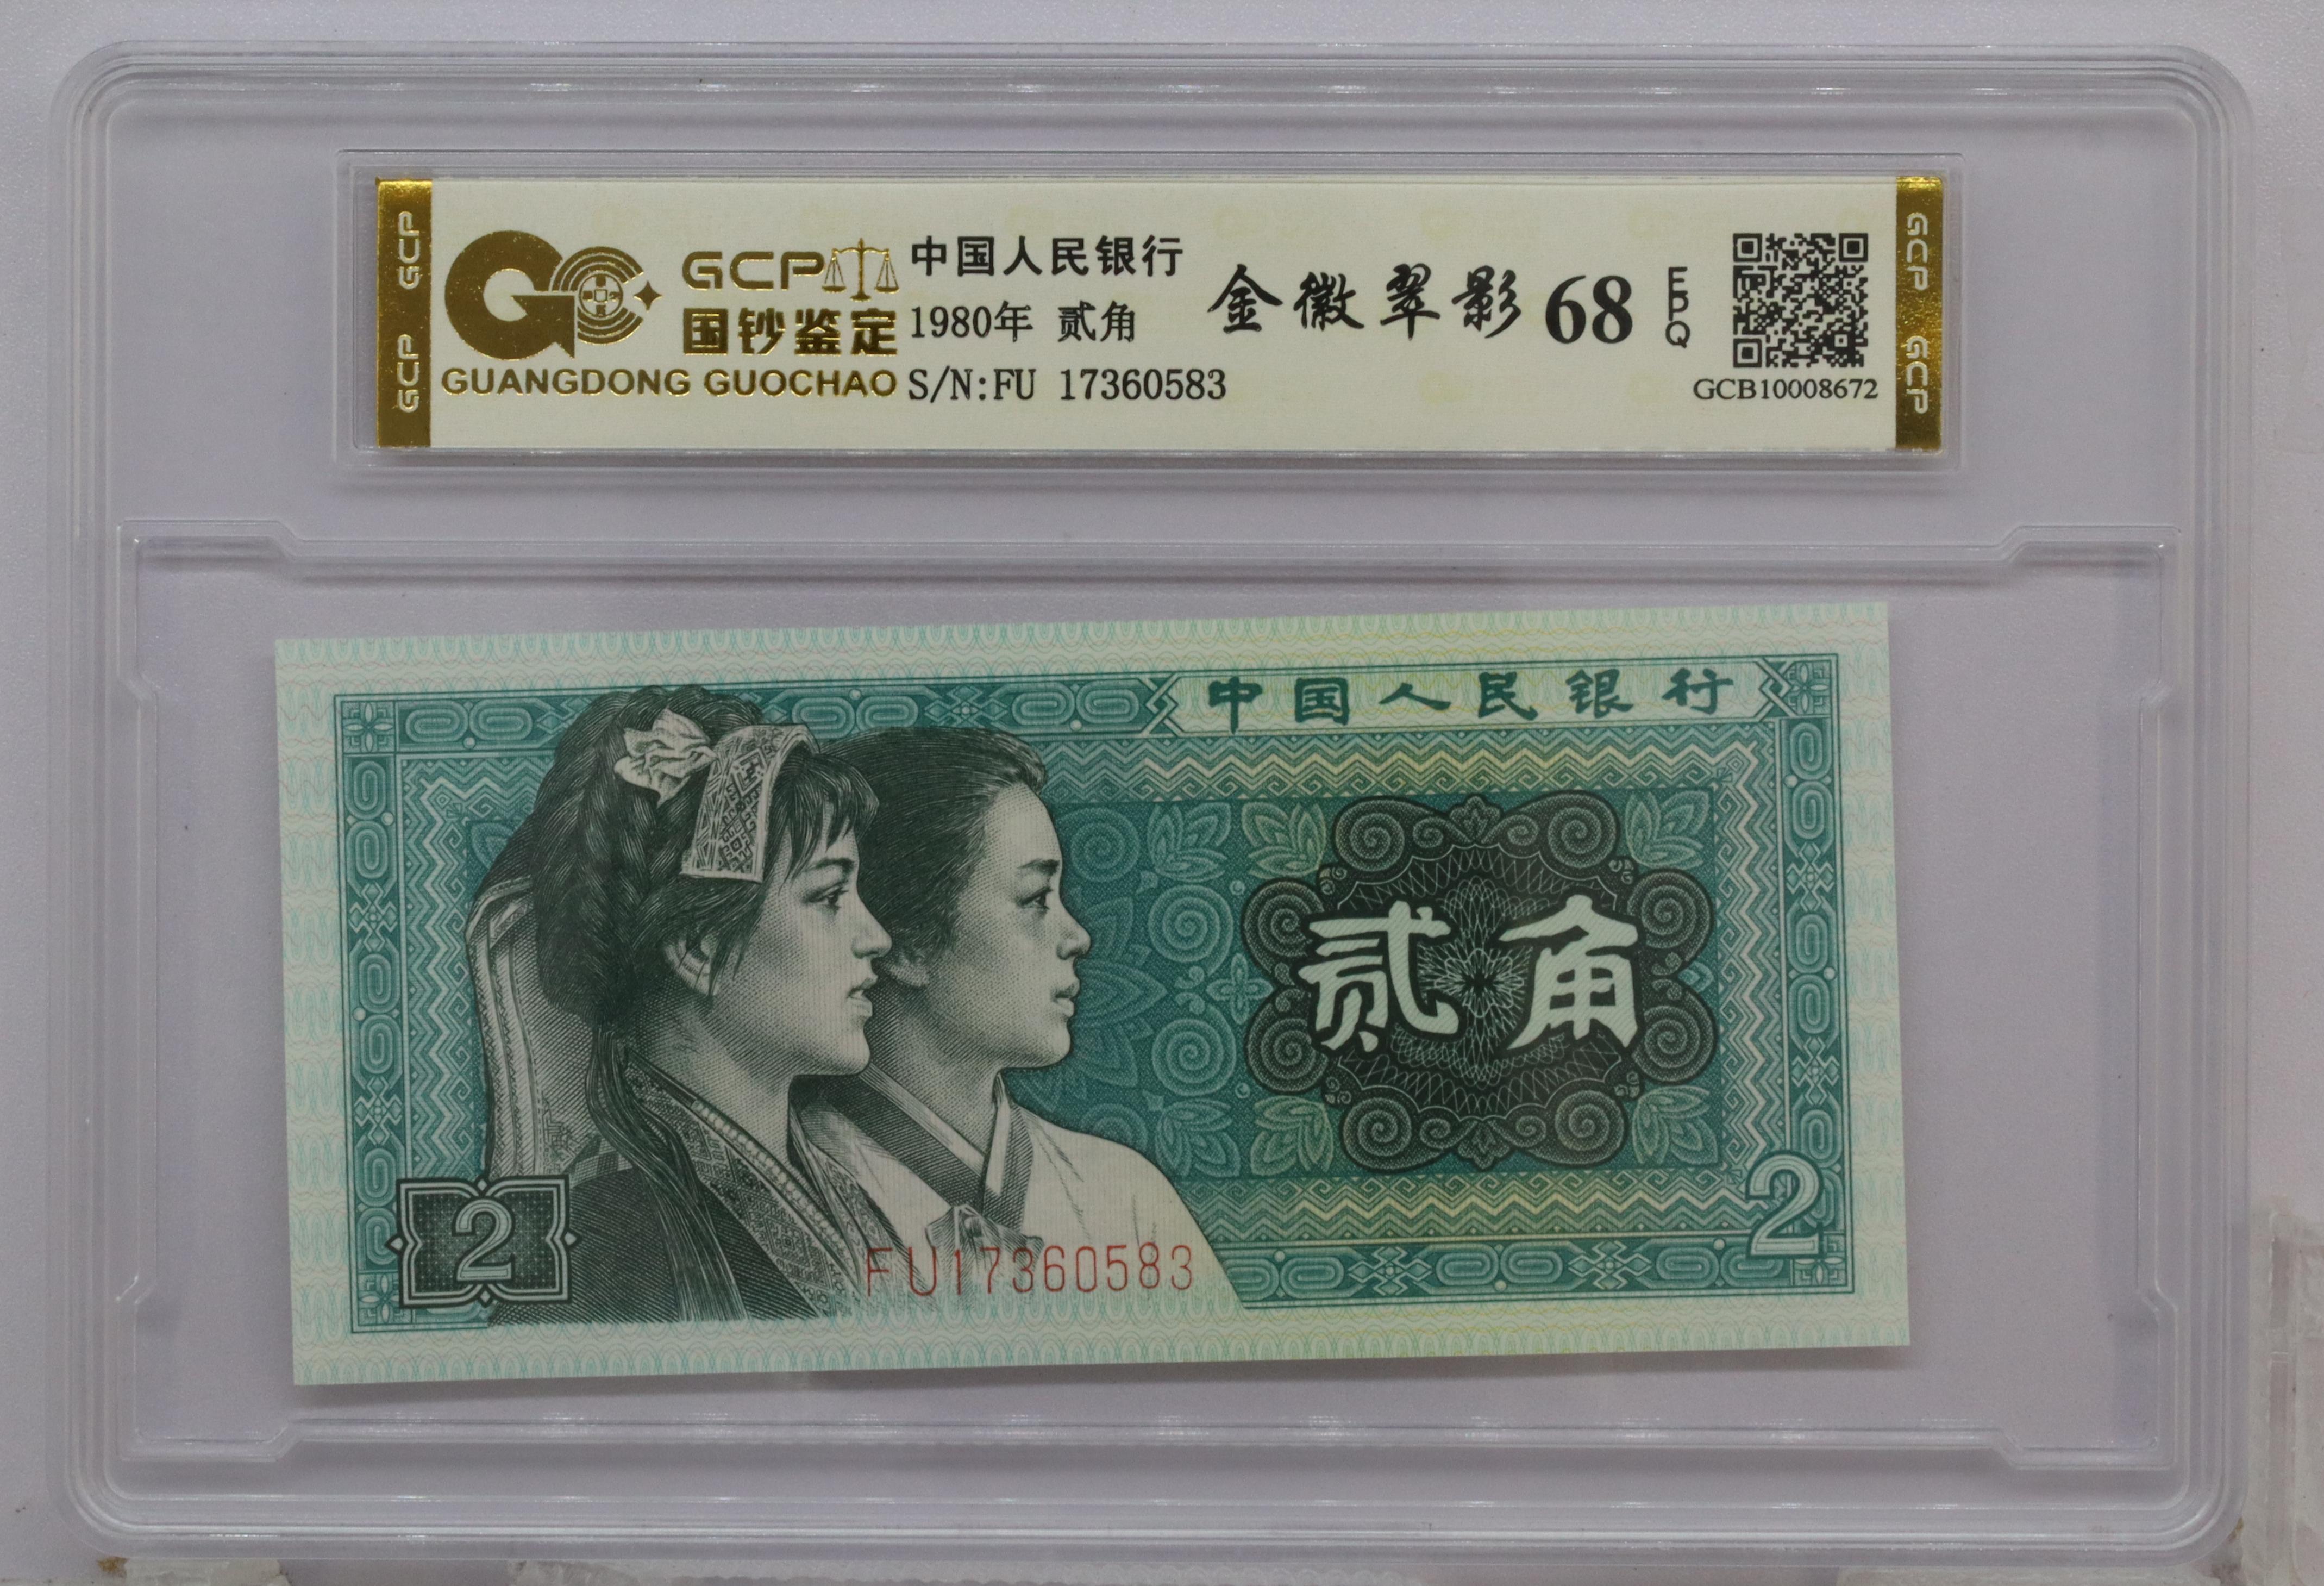 GCP GCP
GCP
国钞鉴定
GUANGDONG GUOCHAO
中国人民银行
1980年 贰角
S/N:FU 17360583
金徽翠影 68 EPQ
GCB10008672
GCP GCP
中国人民银行
贰角
2
2
FU17360583